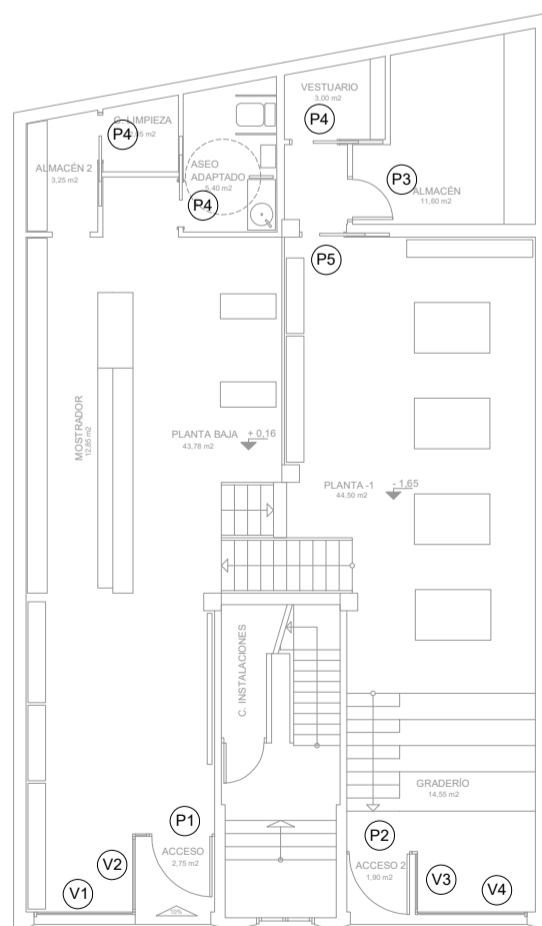 VESTUARIO
3,00 m2
P4
C. LIMPIEZA
P4
ALMACÉN 2
3,25 m2
ASEO
ADAPTADO
5,40 m2
P4
P3
ALMACÉN
11,60 m2
P5
MOSTRADOR
12,85 m2
PLANTA BAJA
43,78 m2
+ 0,16
PLANTA -1
44,50 m2
- 1,65
C. INSTALACIONES
GRADERÍO
14,55 m2
P1
ACCESO
2,75 m2
P2
ACCESO 2
1,90 m2
V2
V1
V3
V4
10%